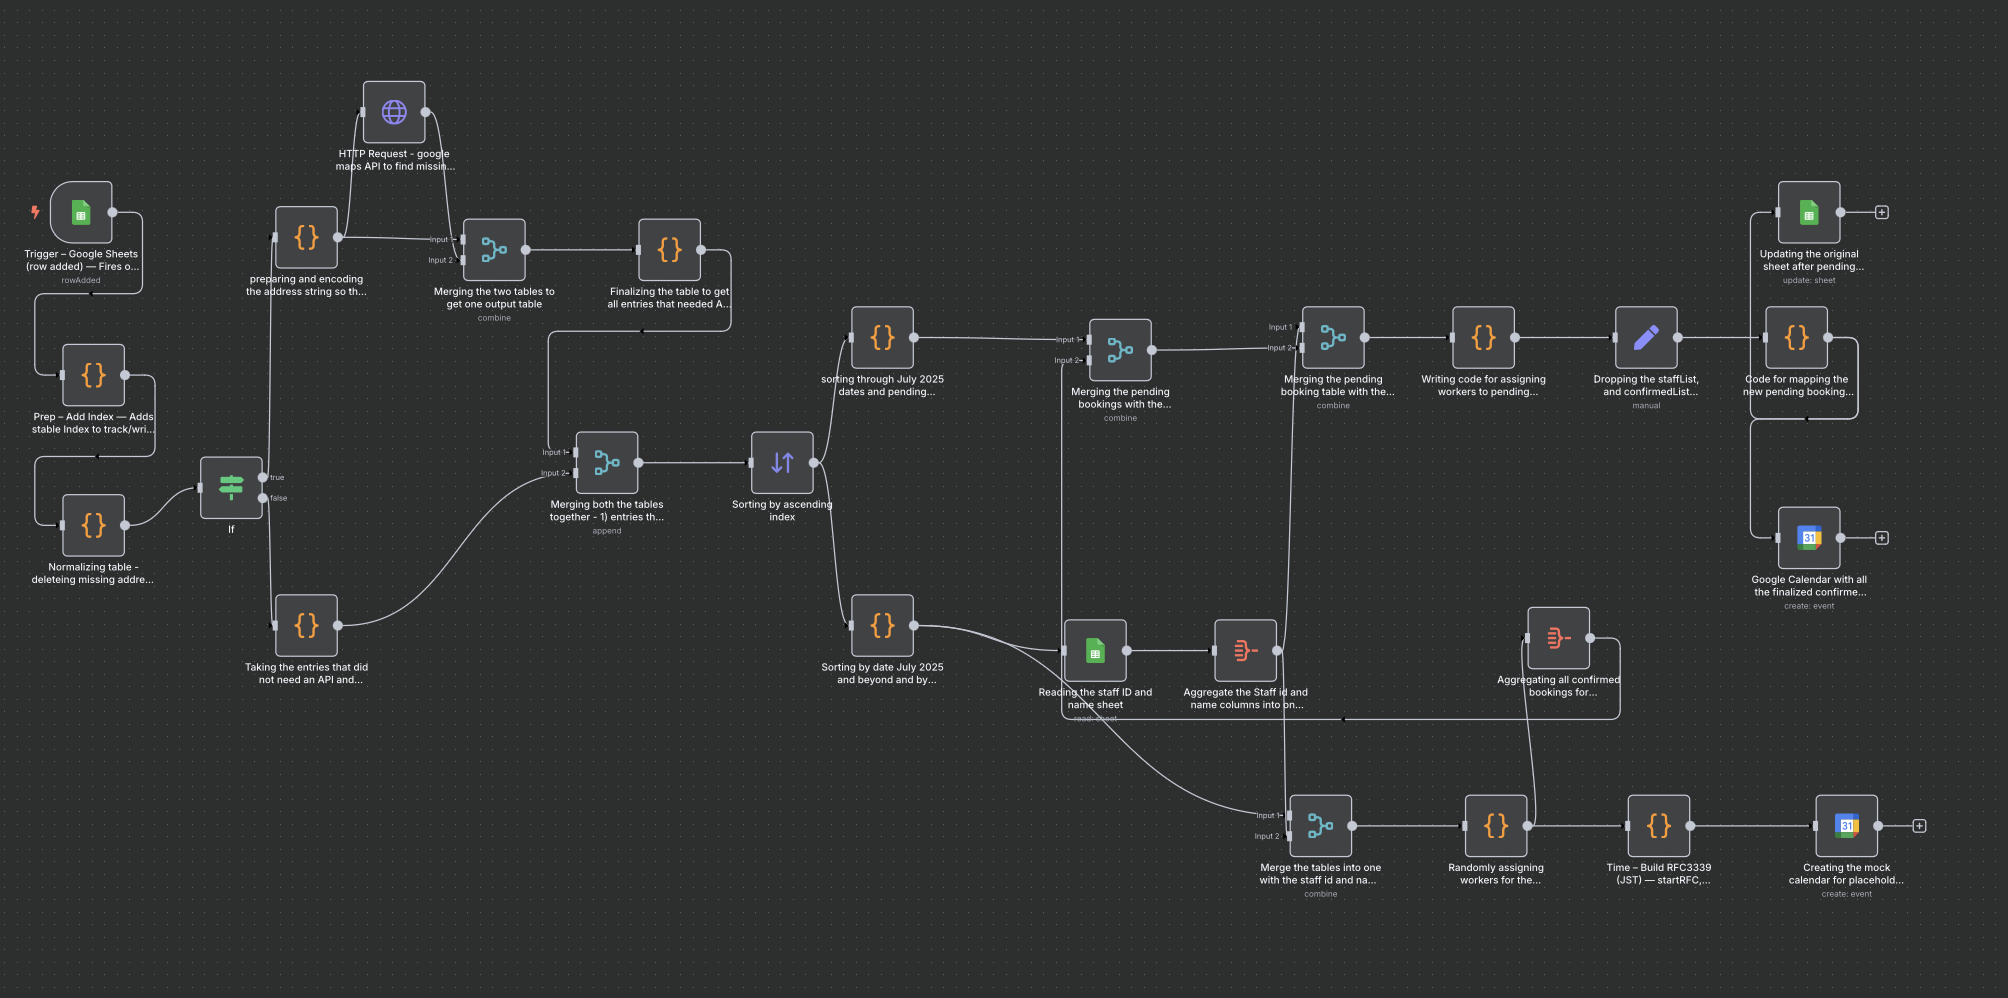 HTTP Request - google
maps API to find missin...
Trigger – Google Sheets
(row added) — Fires o...
rowAdded
preparing and encoding
the address string so th...
Input 1
Input 2
Merging the two tables to
get one output table
combine
Finalizing the table to get
all entries that needed A...
Prep – Add Index — Adds
stable Index to track/wri...
Normalizing table -
deleteing missing addre...
true
false
If
Taking the entries that did
not need an API and...
Input 1
Input 2
Merging both the tables
together - 1) entries th...
append
Sorting by ascending
index
sorting through July 2025
dates and pending...
Sorting by date July 2025
and beyond and by...
Input 1
Input 2
Merging the pending
bookings with the...
combine
Input 1
Input 2
Merging the pending
booking table with the...
combine
Writing code for assigning
workers to pending...
Dropping the staffList,
and confirmedList...
manual
Code for mapping the
new pending booking...
Updating the original
sheet after pending...
update: sheet
31
Google Calendar with all
the finalized confirme...
create: event
Reading the staff ID and
name sheet
read: sheet
Aggregate the Staff id and
name columns into on...
Aggregating all confirmed
bookings for...
Input 1
Input 2
Merge the tables into one
with the staff id and na...
combine
Randomly assigning
workers for the...
Time – Build RFC3339
(JST) — startRFC,...
31
Creating the mock
calendar for placehold...
create: event